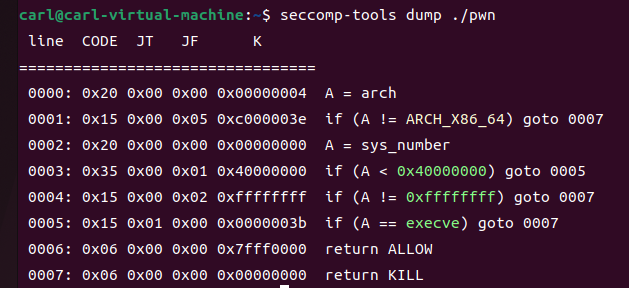 carl@carl-virtual-machine:~$ seccomp-tools dump ./pwn
line CODE JT JF K
=================================
0000: 0x20 0x00 0x00 0x00000004 A = arch
0001: 0x15 0x00 0x05 0xc000003e if (A != ARCH_X86_64) goto 0007
0002: 0x20 0x00 0x00 0x00000000 A = sys_number
0003: 0x35 0x00 0x01 0x40000000 if (A < 0x40000000) goto 0005
0004: 0x15 0x00 0x02 0xffffffff if (A != 0xffffffff) goto 0007
0005: 0x15 0x01 0x00 0x0000003b if (A == execve) goto 0007
0006: 0x06 0x00 0x00 0x7fff0000 return ALLOW
0007: 0x06 0x00 0x00 0x00000000 return KILL